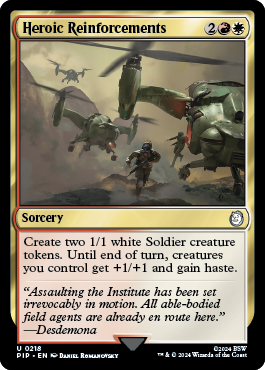 Heroic Reinforcements 2
Sorcery
Create two 1/1 white Soldier creature
tokens. Until end of turn, creatures
you control get +1/+1 and gain haste.
“Assaulting the Institute has been set
irrevocably in motion. All able-bodied
field agents are already en route here.”
—Desdemona
U 0218
PIP • EN Daniel Romanovsky
©2024 BSW
™ & © 2024 Wizards of the Coast